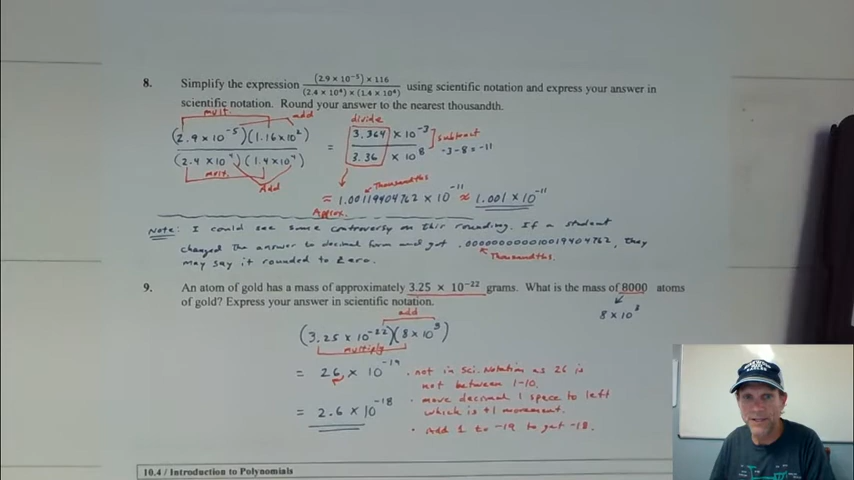 8. Simplify the expression (2.9 × 10⁻⁵) × 116 / (2.4 × 10⁴) × (1.4 × 10⁴) using scientific notation and express your answer in
scientific notation. Round your answer to the nearest thousandth.
mult. add divide
(2.9 × 10⁻⁵)(1.16 × 10²) / (2.4 × 10⁴)(1.4 × 10⁴) = 3.364 × 10⁻³ / 3.36 × 10⁸ subtract -3-8=-11
mult. Add
Thousandths
≈ 1.00119404762 × 10⁻¹¹ ≈ 1.001 × 10⁻¹¹
Approx.
Note: I could see some controversy on this rounding. If a student
changed the answer to decimal form and got .0000000000100119404762, they
may say it rounded to zero. Thousandths.
9. An atom of gold has a mass of approximately 3.25 × 10⁻²² grams. What is the mass of 8000 atoms
of gold? Express your answer in scientific notation.
8 × 10³
add
(3.25 × 10⁻²²)(8 × 10³)
multiply
= 26. × 10⁻¹⁹ • not in Sci. Notation as 26 is
not between 1-10.
• move decimal 1 space to left
= 2.6 × 10⁻¹⁸ which is +1 movement.
• Add 1 to -19 to get -18.
10.4 / Introduction to Polynomials